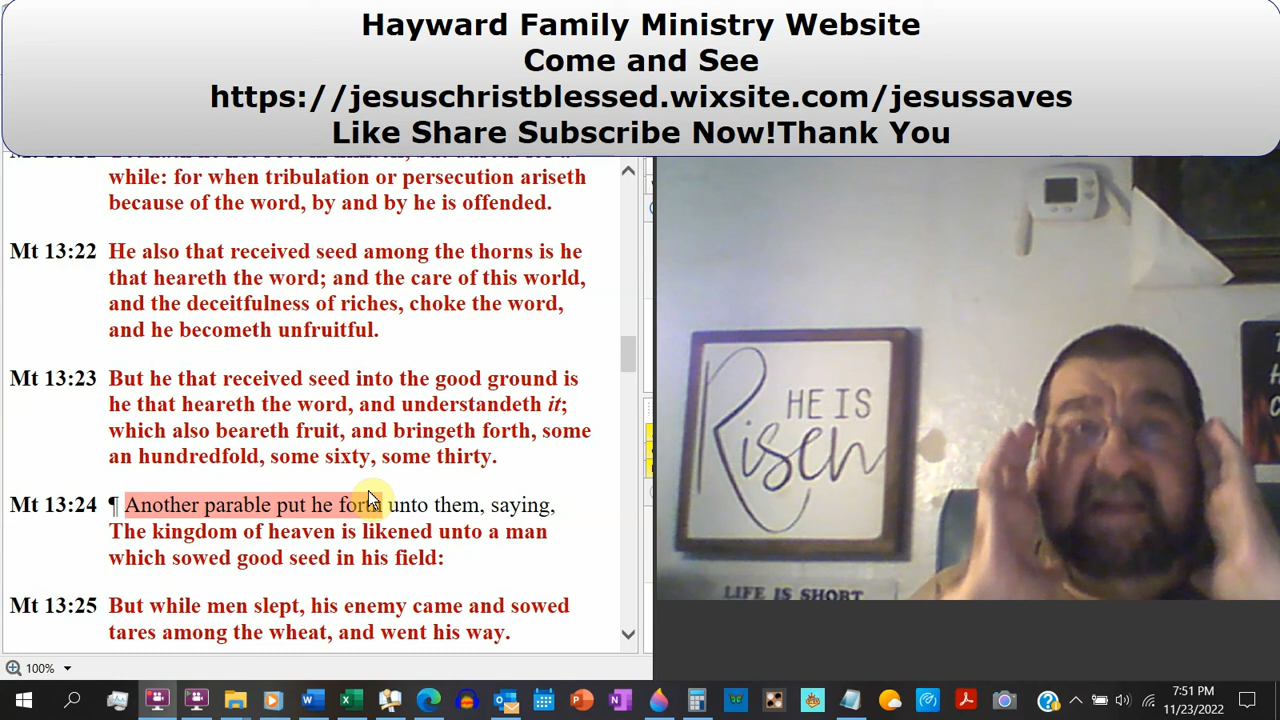 Hayward Family Ministry Website
Come and See
https://jesuschristblessed.wixsite.com/jesussaves
Like Share Subscribe Now!Thank You
while: for when tribulation or persecution ariseth
because of the word, by and by he is offended.
Mt 13:22 He also that received seed among the thorns is he
that heareth the word; and the care of this world,
and the deceitfulness of riches, choke the word,
and he becometh unfruitful.
Mt 13:23 But he that received seed into the good ground is
he that heareth the word, and understandeth it;
which also beareth fruit, and bringeth forth, some
an hundredfold, some sixty, some thirty.
Mt 13:24 ¶ Another parable put he forth unto them, saying,
The kingdom of heaven is likened unto a man
which sowed good seed in his field:
Mt 13:25 But while men slept, his enemy came and sowed
tares among the wheat, and went his way.
100%
HE IS
Risen
LIFE IS SHORT
7:51 PM
11/23/2022